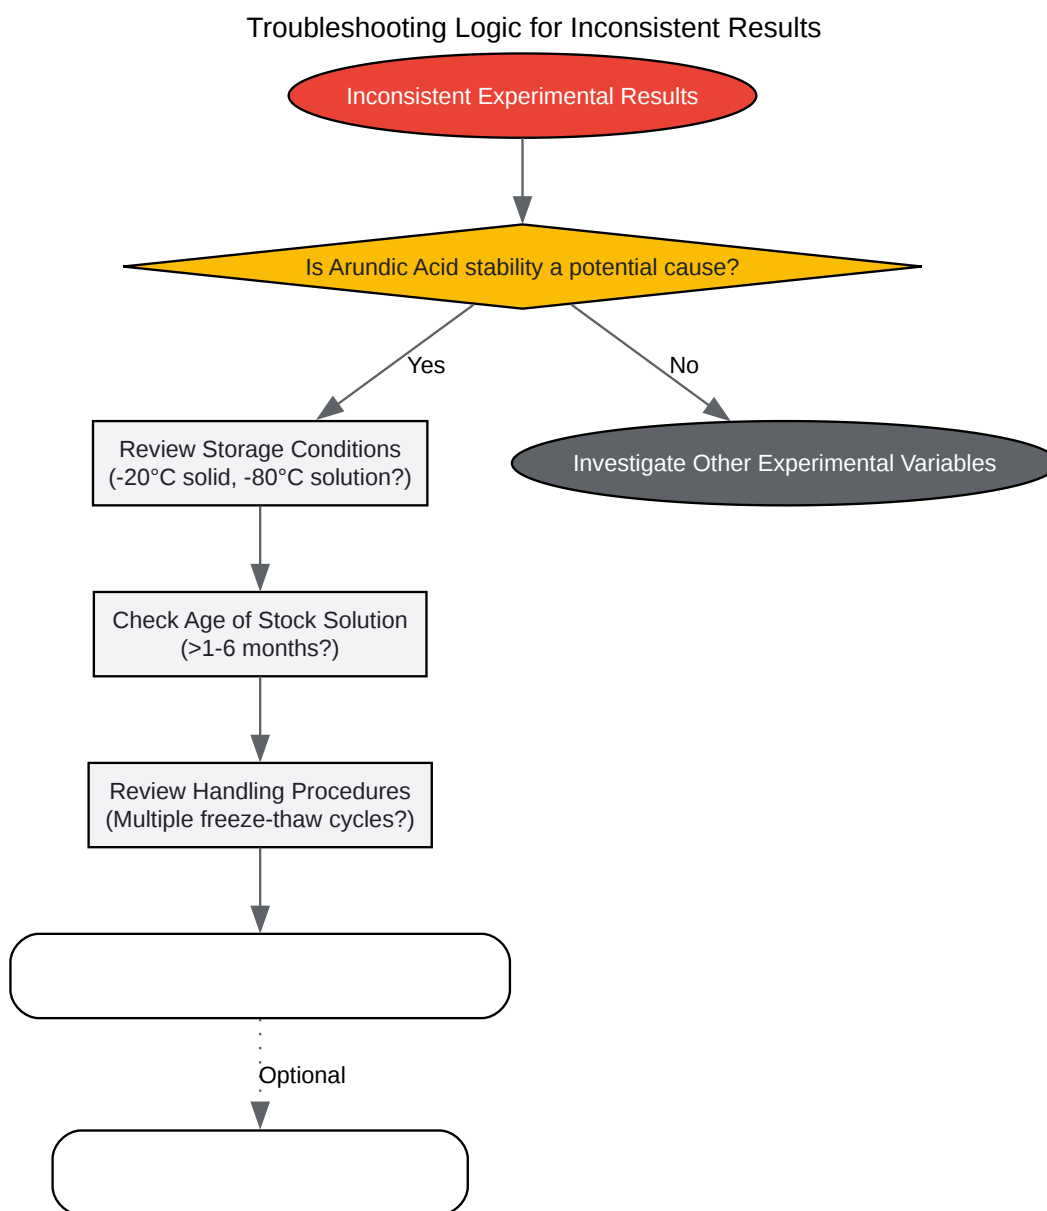 Troubleshooting Logic for Inconsistent Results
Inconsistent Experimental Results
Is Arundic Acid stability a potential cause?
Yes
No
Review Storage Conditions
(-20°C solid, -80°C solution?)
Investigate Other Experimental Variables
Check Age of Stock Solution
(>1-6 months?)
Review Handling Procedures
(Multiple freeze-thaw cycles?)
Optional